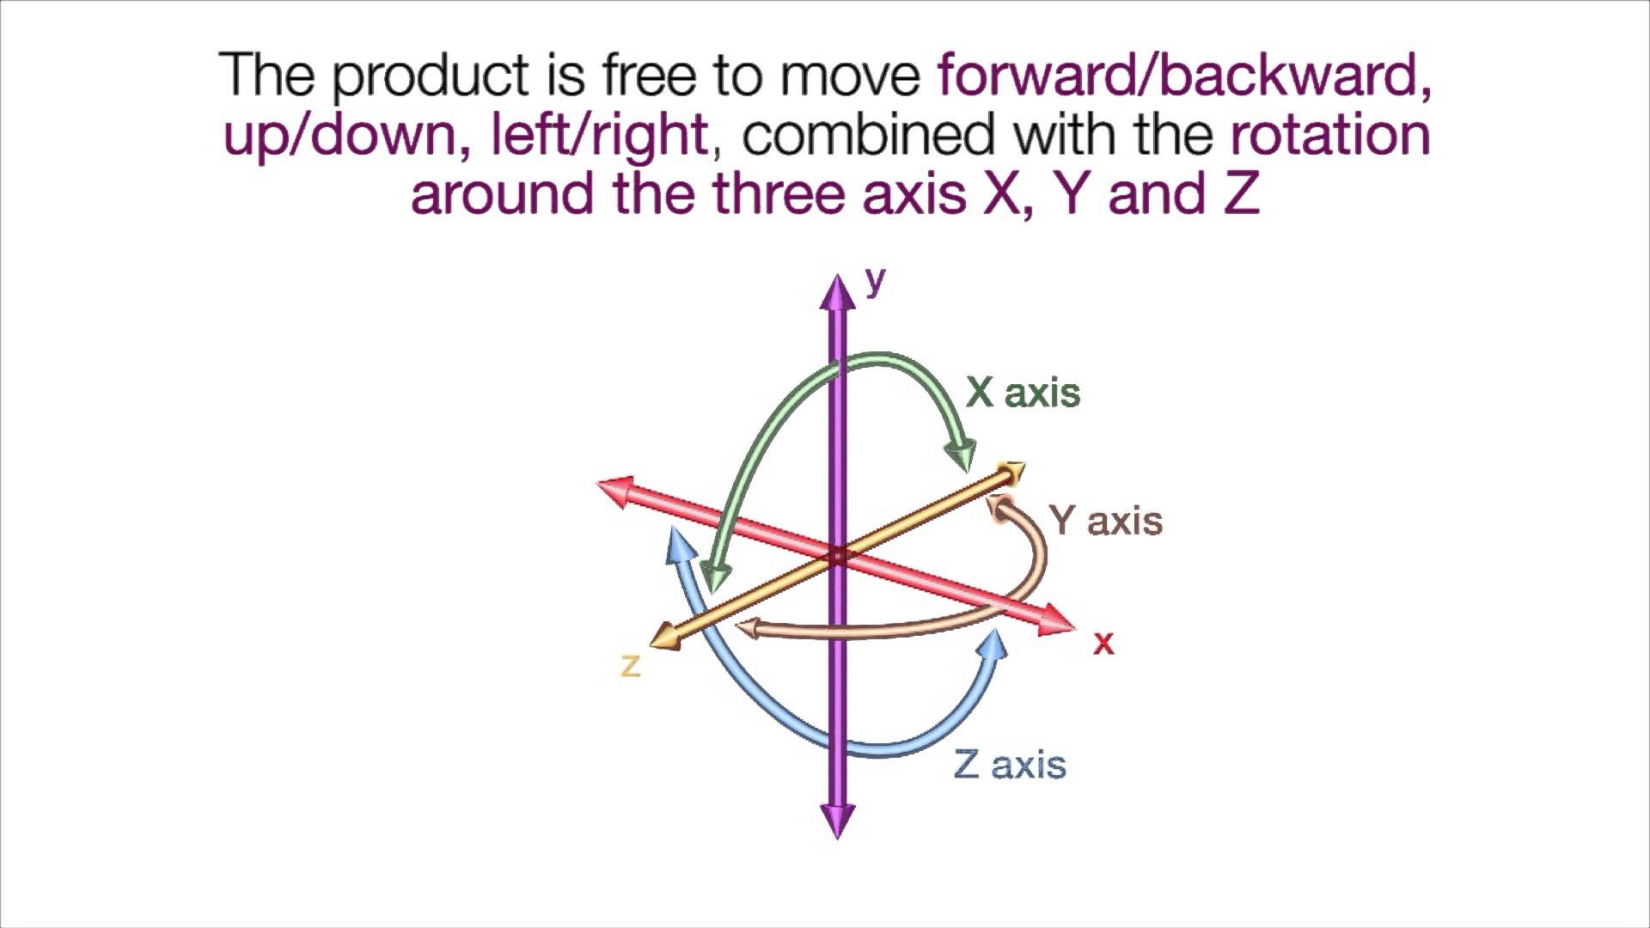 The product is free to move forward/backward,
up/down, left/right, combined with the rotation
around the three axis X, Y and Z
y
X axis
Y axis
x
z
Z axis